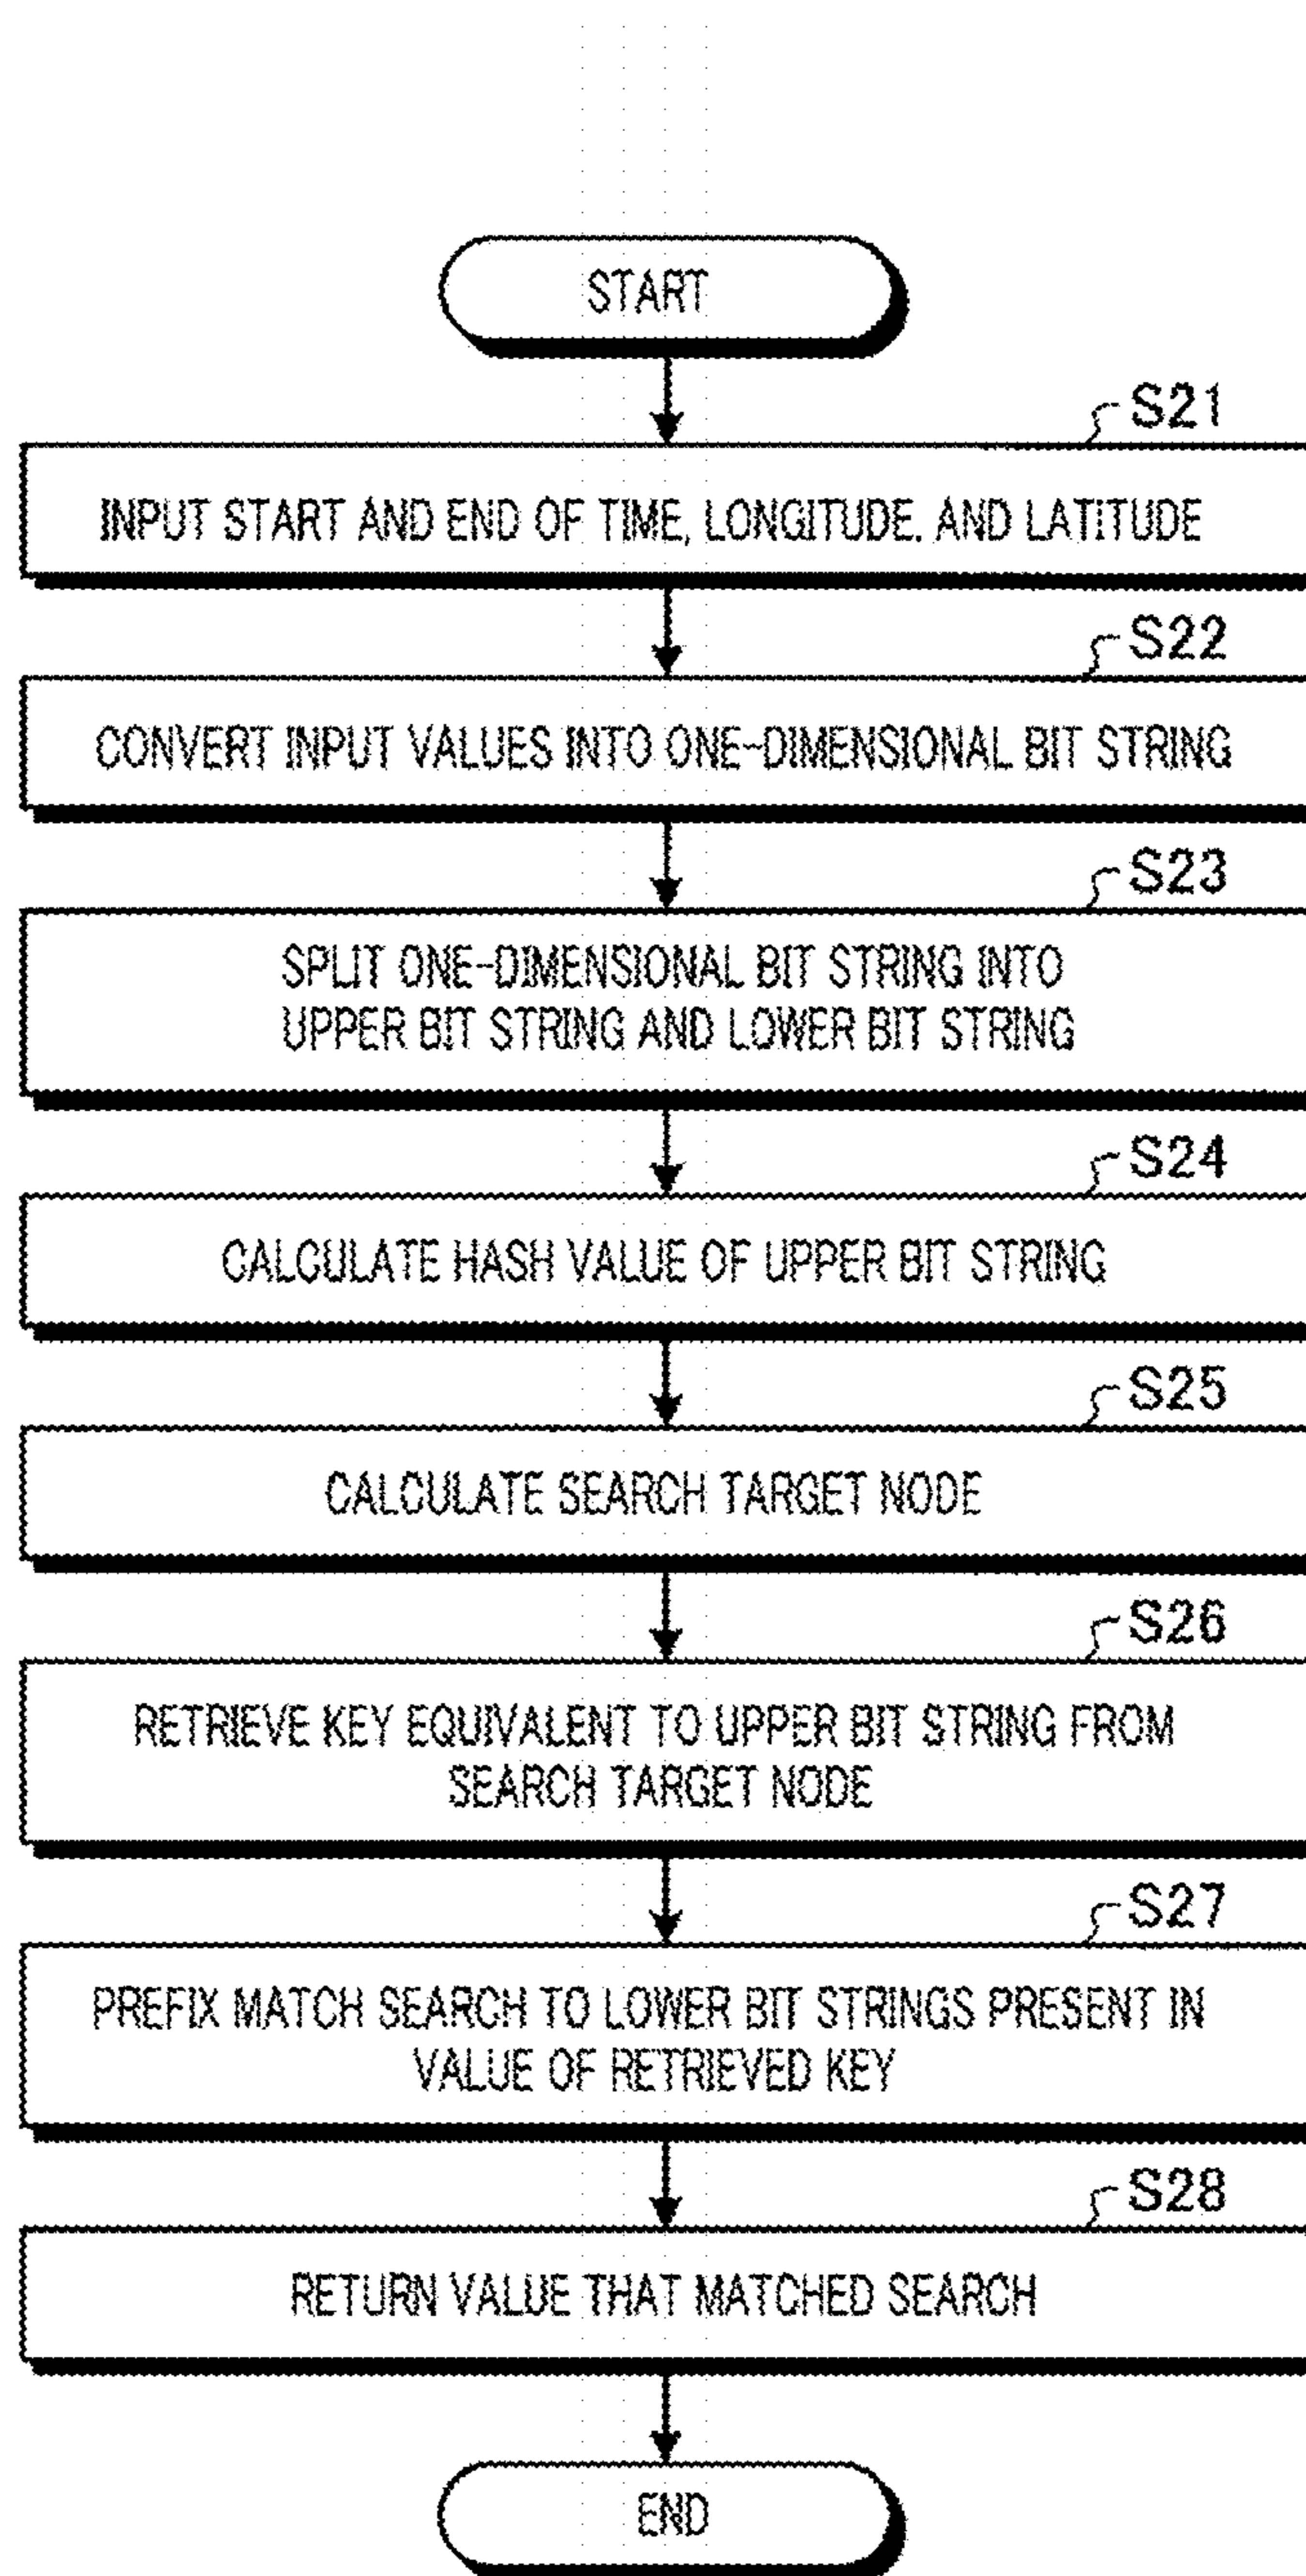 START
S21
INPUT START AND END OF TIME, LONGITUDE. AND LATITUDE
S22
CONVERT INPUT VALUES INTO ONE-DIMENSIONAL BIT STRING
S23
SPLIT ONE-DIMENSIONAL BIT STRING INTO
UPPER BIT STRING AND LOWER BIT STRING
S24
CALCULATE HASH VALUE OF UPPER BIT STRING
S25
CALCULATE SEARCH TARGET NODE
S26
RETRIEVE KEY EQUIVALENT TO UPPER BIT STRING FROM
SEARCH TARGET NODE
S27
PREFIX MATCH SEARCH TO LOWER BIT STRINGS PRESENT IN
VALUE OF RETRIEVED KEY
S28
RETURN VALUE THAT MATCHED SEARCH
END